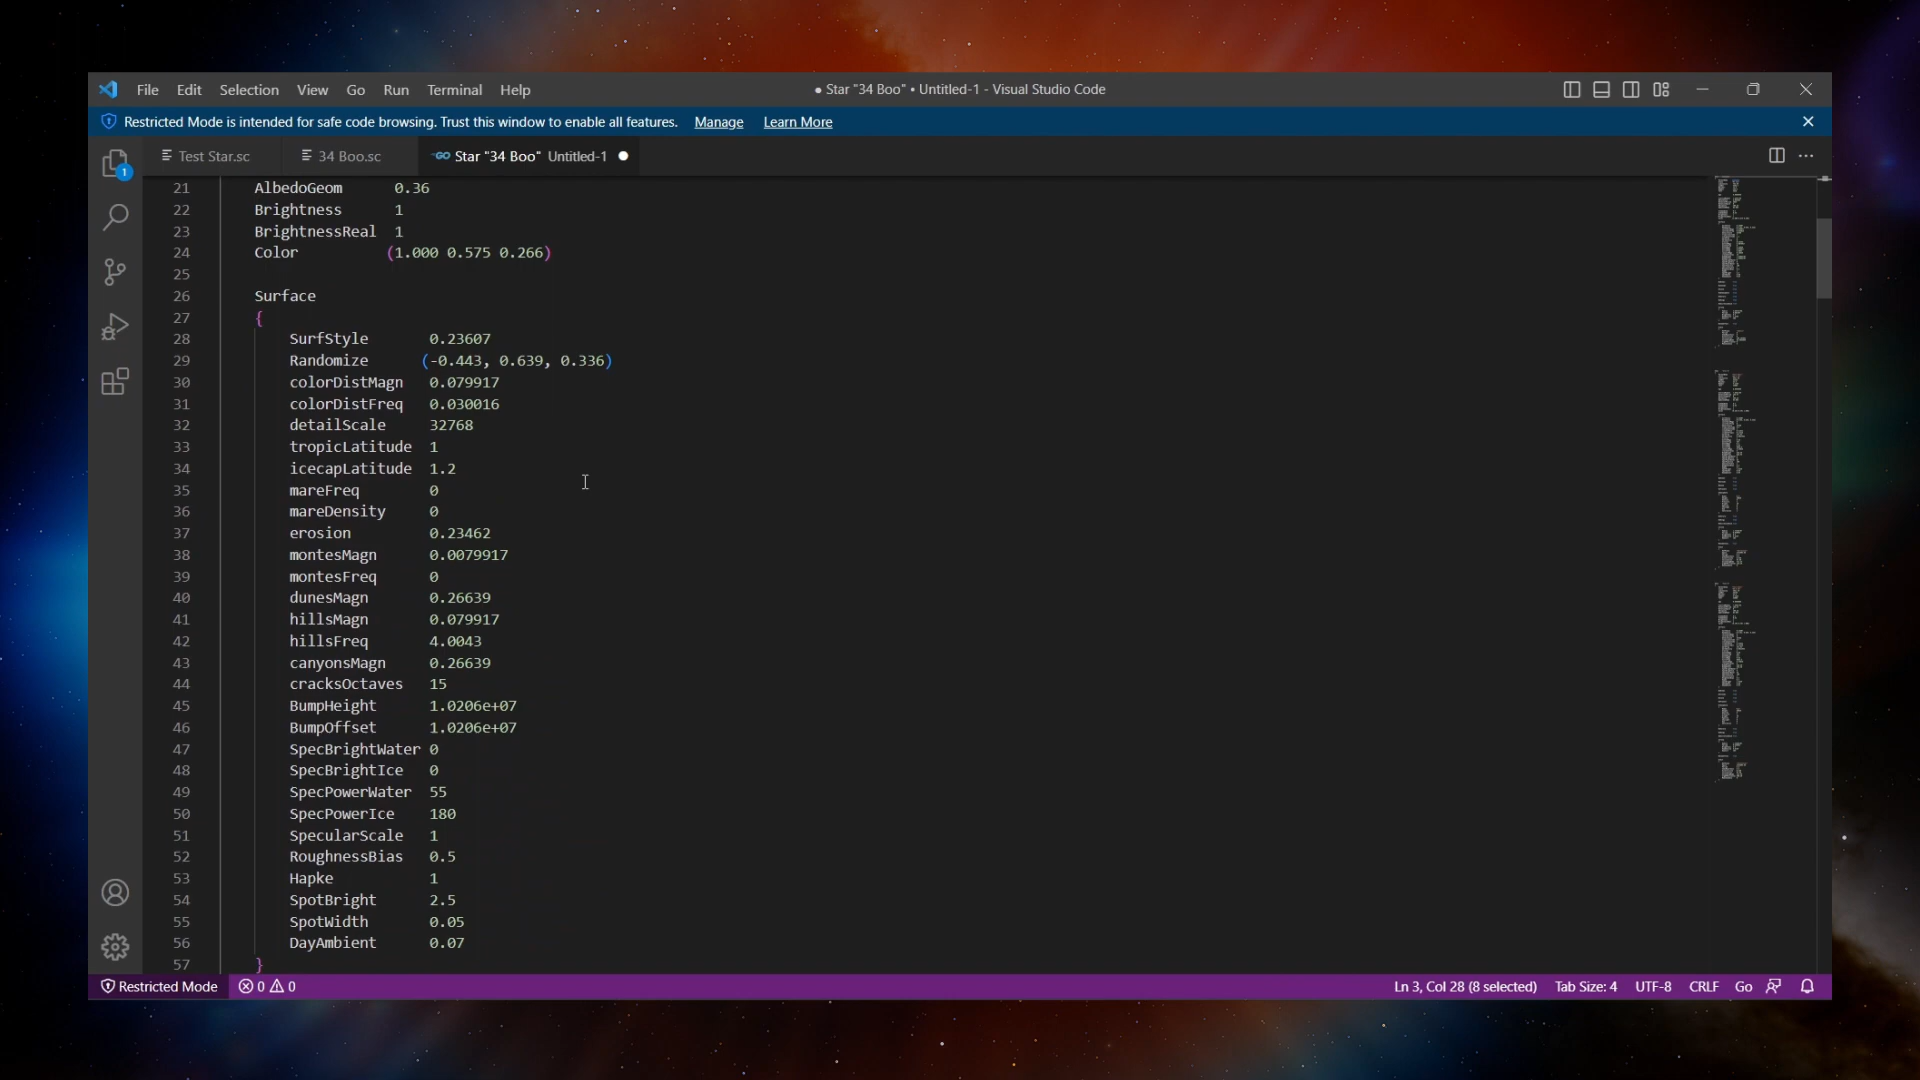 File Edit Selection View Go Run Terminal Help
● Star "34 Boo" • Untitled-1 - Visual Studio Code
Restricted Mode is intended for safe code browsing. Trust this window to enable all features. Manage Learn More
1
Test Star.sc
34 Boo.sc
GO Star "34 Boo" Untitled-1 ●
21 AlbedoGeom 0.36
22 Brightness 1
23 BrightnessReal 1
24 Color (1.000 0.575 0.266)
25
26 Surface
27 {
28 SurfStyle 0.23607
29 Randomize (-0.443, 0.639, 0.336)
30 colorDistMagn 0.079917
31 colorDistFreq 0.030016
32 detailScale 32768
33 tropicLatitude 1
34 icecapLatitude 1.2
35 mareFreq 0
36 mareDensity 0
37 erosion 0.23462
38 montesMagn 0.0079917
39 montesFreq 0
40 dunesMagn 0.26639
41 hillsMagn 0.079917
42 hillsFreq 4.0043
43 canyonsMagn 0.26639
44 cracksOctaves 15
45 BumpHeight 1.0206e+07
46 BumpOffset 1.0206e+07
47 SpecBrightWater 0
48 SpecBrightIce 0
49 SpecPowerWater 55
50 SpecPowerIce 180
51 SpecularScale 1
52 RoughnessBias 0.5
53 Hapke 1
54 SpotBright 2.5
55 SpotWidth 0.05
56 DayAmbient 0.07
57 }
Restricted Mode 0 0
Ln 3, Col 28 (8 selected) Tab Size: 4 UTF-8 CRLF Go